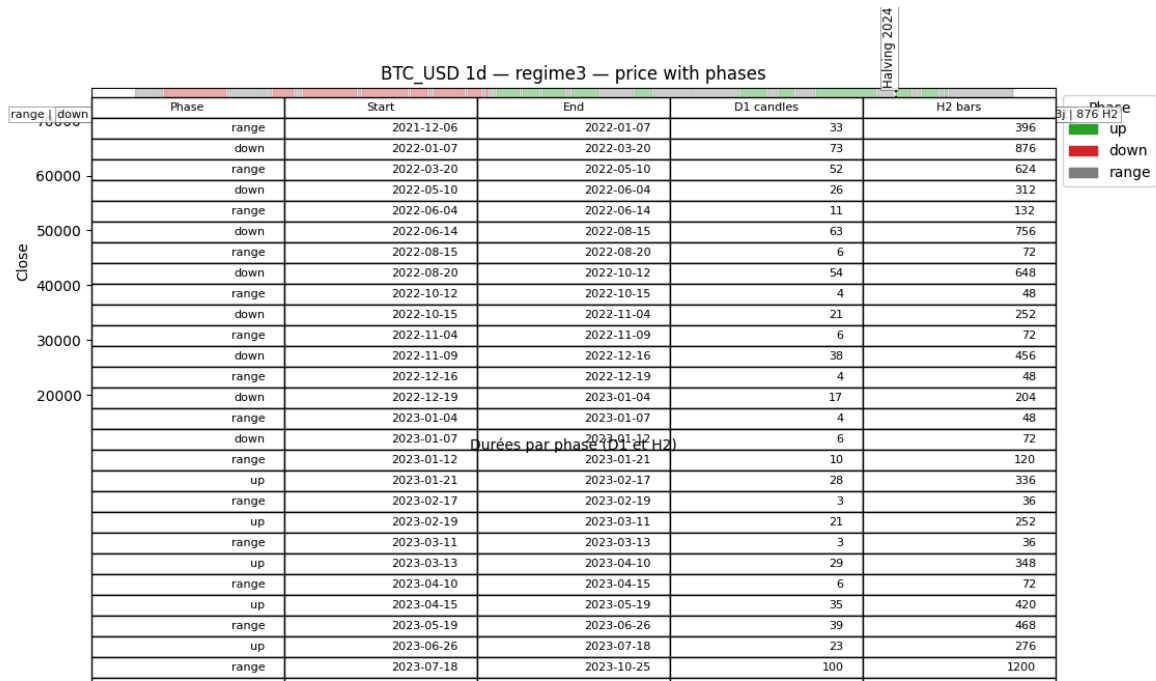 Halving 2024
BTC_USD 1d — regime3 — price with phases
Phase Start End D1 candles H2 bars
range | down
3j | 876 H2
Phase
up
down
range
70000
60000
50000
40000
30000
20000
Close
range 2021-12-06 2022-01-07 33 396
down 2022-01-07 2022-03-20 73 876
range 2022-03-20 2022-05-10 52 624
down 2022-05-10 2022-06-04 26 312
range 2022-06-04 2022-06-14 11 132
down 2022-06-14 2022-08-15 63 756
range 2022-08-15 2022-08-20 6 72
down 2022-08-20 2022-10-12 54 648
range 2022-10-12 2022-10-15 4 48
down 2022-10-15 2022-11-04 21 252
range 2022-11-04 2022-11-09 6 72
down 2022-11-09 2022-12-16 38 456
range 2022-12-16 2022-12-19 4 48
down 2022-12-19 2023-01-04 17 204
range 2023-01-04 2023-01-07 4 48
down 2023-01-07 2023-01-12 6 72
Durées par phase (D1 et H2)
range 2023-01-12 2023-01-21 10 120
up 2023-01-21 2023-02-17 28 336
range 2023-02-17 2023-02-19 3 36
up 2023-02-19 2023-03-11 21 252
range 2023-03-11 2023-03-13 3 36
up 2023-03-13 2023-04-10 29 348
range 2023-04-10 2023-04-15 6 72
up 2023-04-15 2023-05-19 35 420
range 2023-05-19 2023-06-26 39 468
up 2023-06-26 2023-07-18 23 276
range 2023-07-18 2023-10-25 100 1200